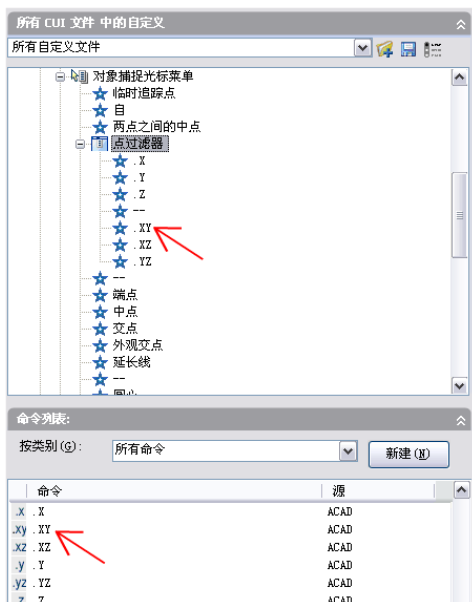 所有 CUI 文件 中的自定义
所有自定义文件
对象捕捉光标菜单
临时追踪点
自
两点之间的中点
点过滤器
.X
.Y
.Z
--
.XY
.XZ
.YZ
--
端点
中点
交点
外观交点
延长线
--
圆心
命令列表:
按类别(G): 所有命令 新建(N)
命令 源
.x .X ACAD
.xy .XY ACAD
.xz .XZ ACAD
.y .Y ACAD
.yz .YZ ACAD
.z .Z ACAD